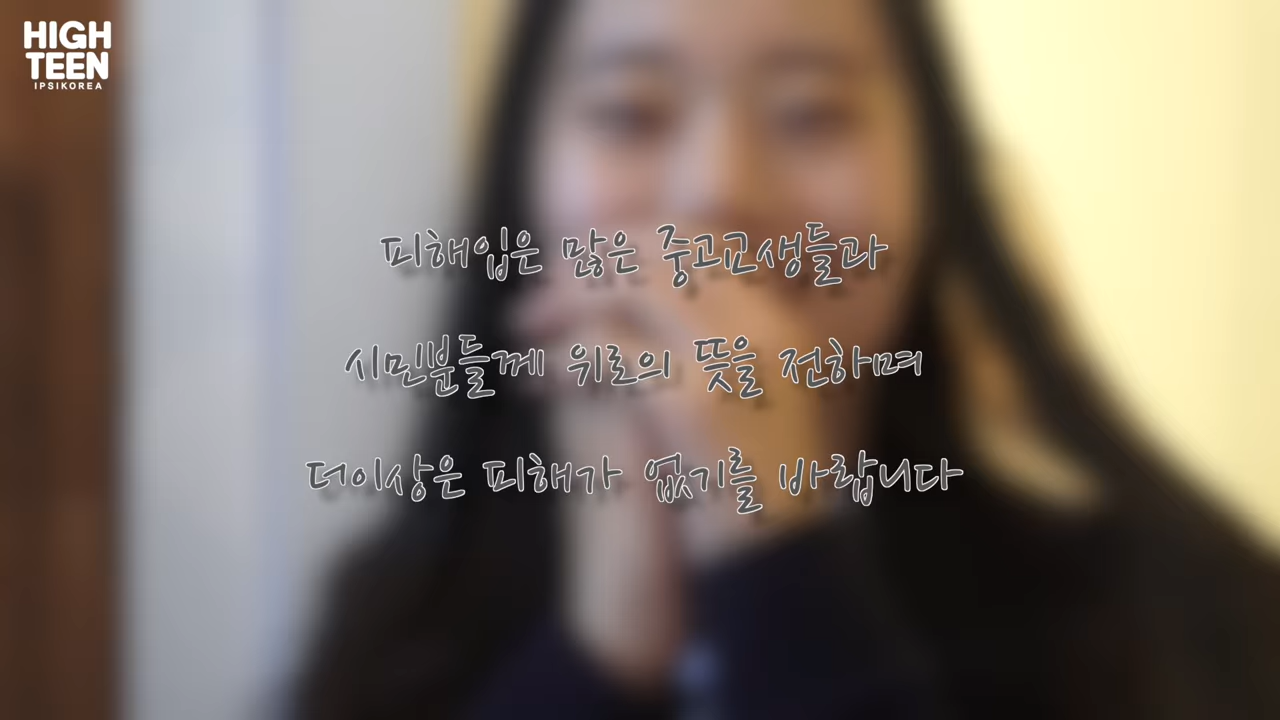 HIGH
TEEN
IPSIKOREA
피해입은 많은 중고교생들과
시민분들께 위로의 뜻을 전하며
더이상은 피해가 없기를 바랍니다